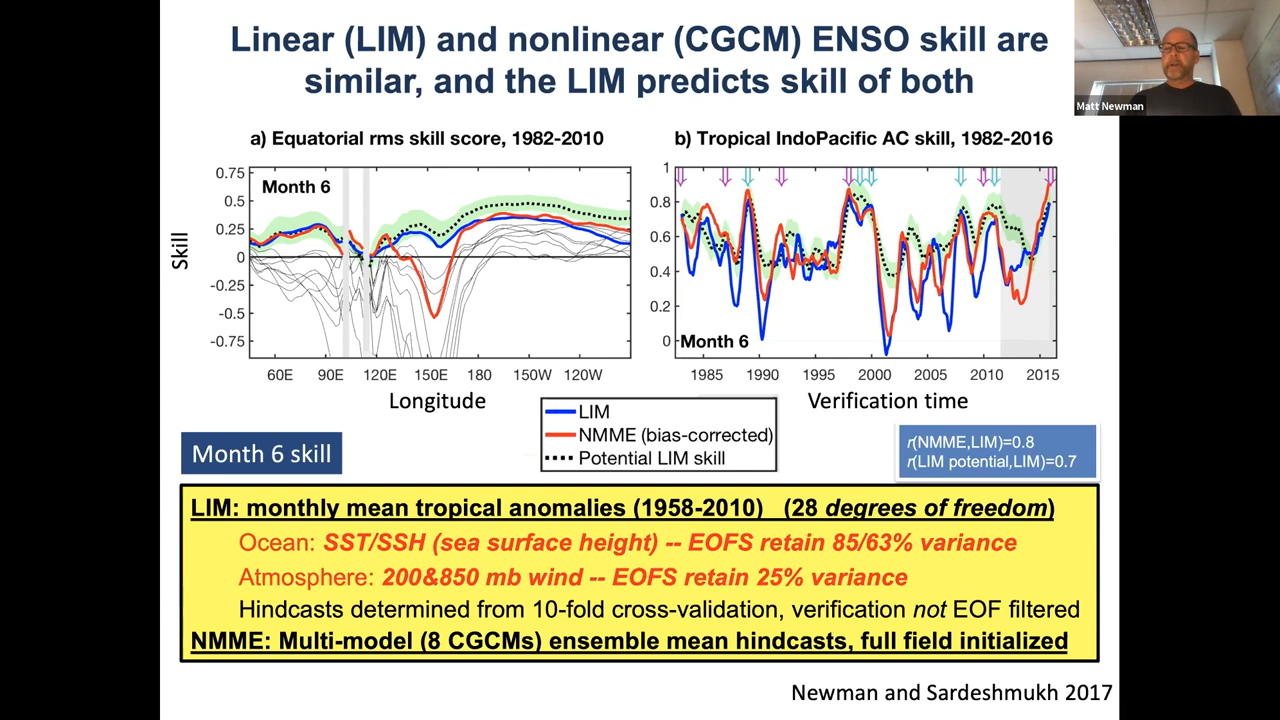 Linear (LIM) and nonlinear (CGCM) ENSO skill are
similar, and the LIM predicts skill of both
Matt Newman
a) Equatorial rms skill score, 1982-2010
b) Tropical IndoPacific AC skill, 1982-2016
Month 6
0.75
0.5
0.25
0
-0.25
-0.5
-0.75
Skill
60E 90E 120E 150E 180 150W 120W
Longitude
1
0.8
0.6
0.4
0.2
0
Month 6
1985 1990 1995 2000 2005 2010 2015
Verification time
LIM
NMME (bias-corrected)
Potential LIM skill
Month 6 skill
r(NMME,LIM)=0.8
r(LIM potential,LIM)=0.7
LIM: monthly mean tropical anomalies (1958-2010) (28 degrees of freedom)
Ocean: SST/SSH (sea surface height) -- EOFS retain 85/63% variance
Atmosphere: 200&850 mb wind -- EOFS retain 25% variance
Hindcasts determined from 10-fold cross-validation, verification not EOF filtered
NMME: Multi-model (8 CGCMs) ensemble mean hindcasts, full field initialized
Newman and Sardeshmukh 2017